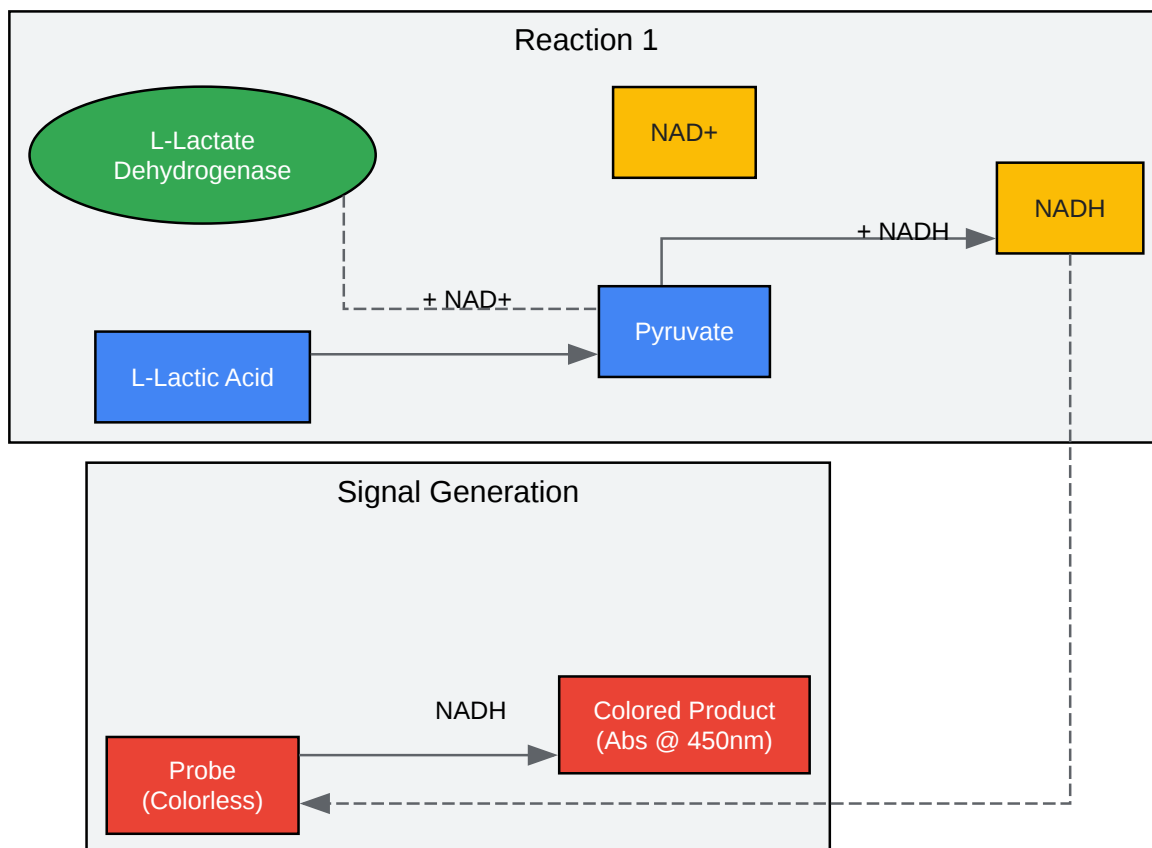 Reaction 1
L-Lactate
Dehydrogenase
NAD+
NADH
+ NADH
+ NAD+
Pyruvate
L-Lactic Acid
Signal Generation
NADH
Colored Product
(Abs @ 450nm)
Probe
(Colorless)